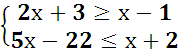 2x + 3 ≥ x − 1
5x − 22 ≤ x + 2